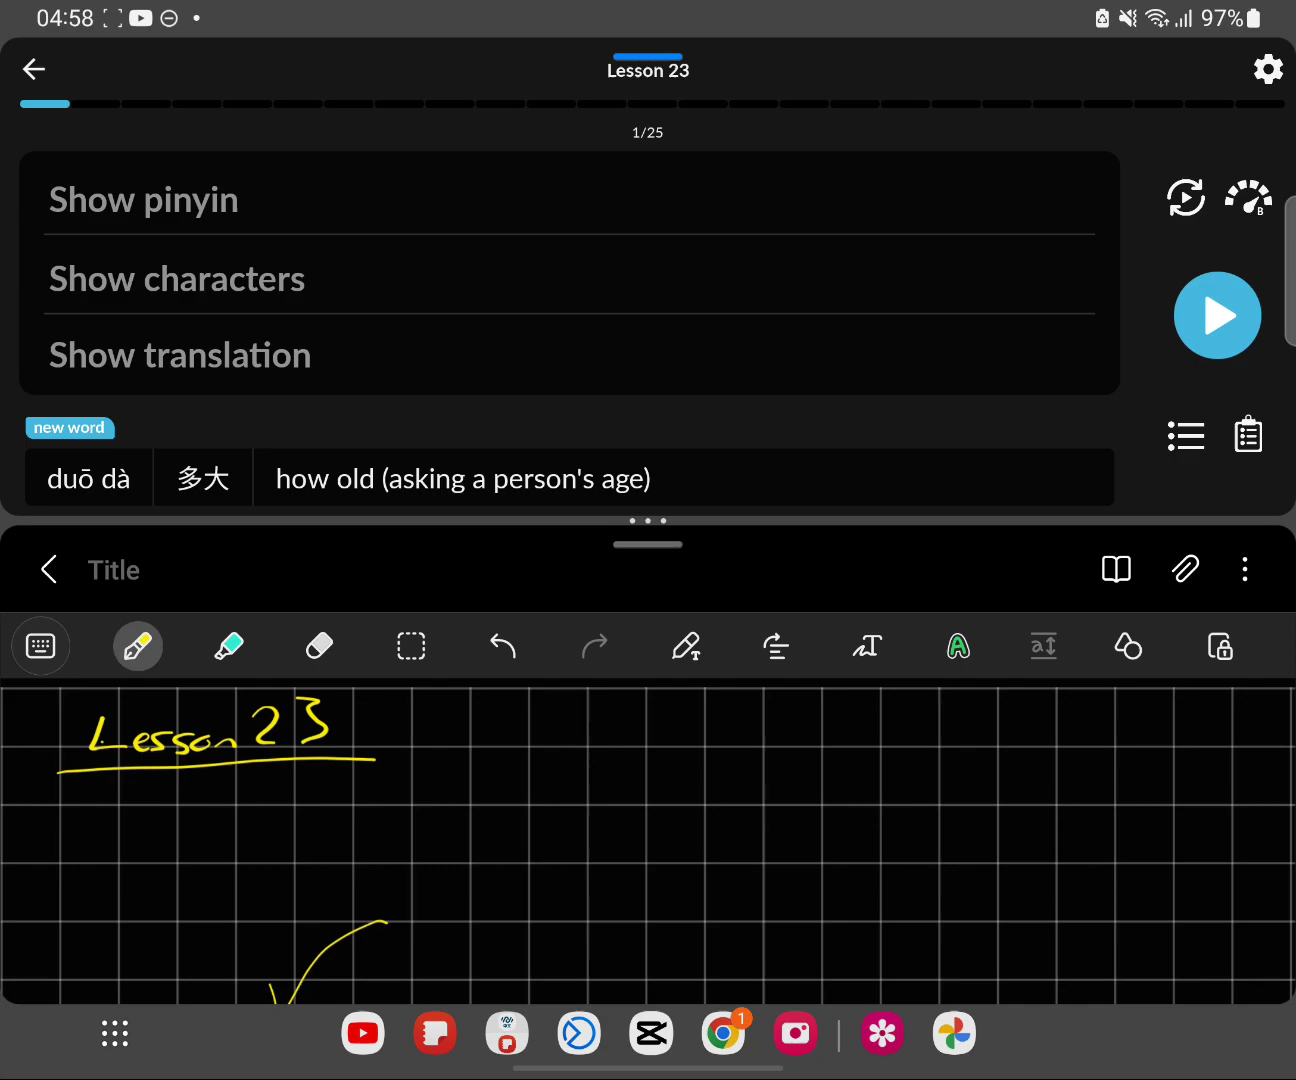 04:58
97%
Lesson 23
1/25
Show pinyin
Show characters
Show translation
B
new word
duō dà 多大 how old (asking a person's age)
Title
Lesson 23
1